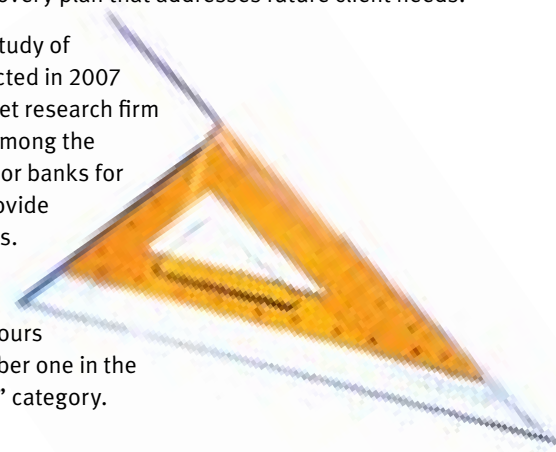 overy plan that addresses future client needs.
tudy of
cted in 2007
et research firm
mong the
or banks for
ovide
s.
ours
ber one in the
” category.